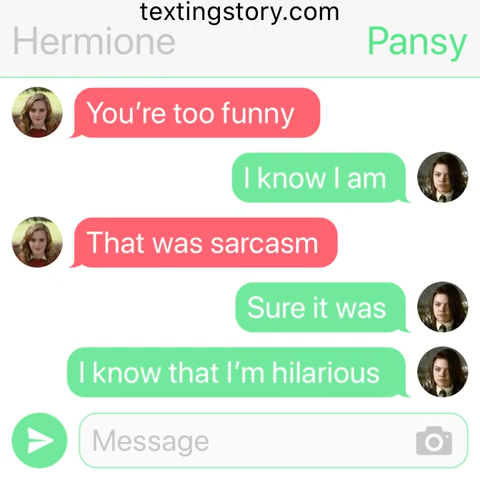 textingstory.com
Hermione Pansy
You’re too funny
I know I am
That was sarcasm
Sure it was
I know that I’m hilarious
Message